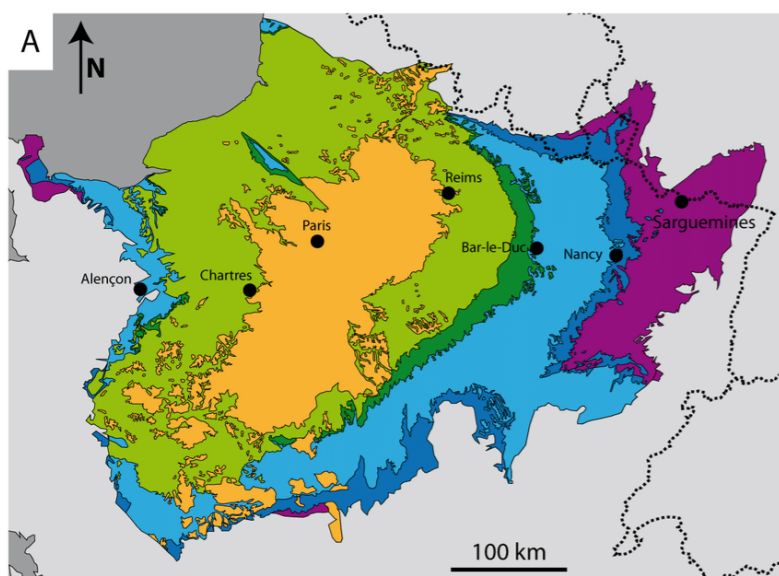 A
N
Reims
Sarguemines
Paris
Bar-le-Duc
Nancy
Alençon
Chartres
100 km